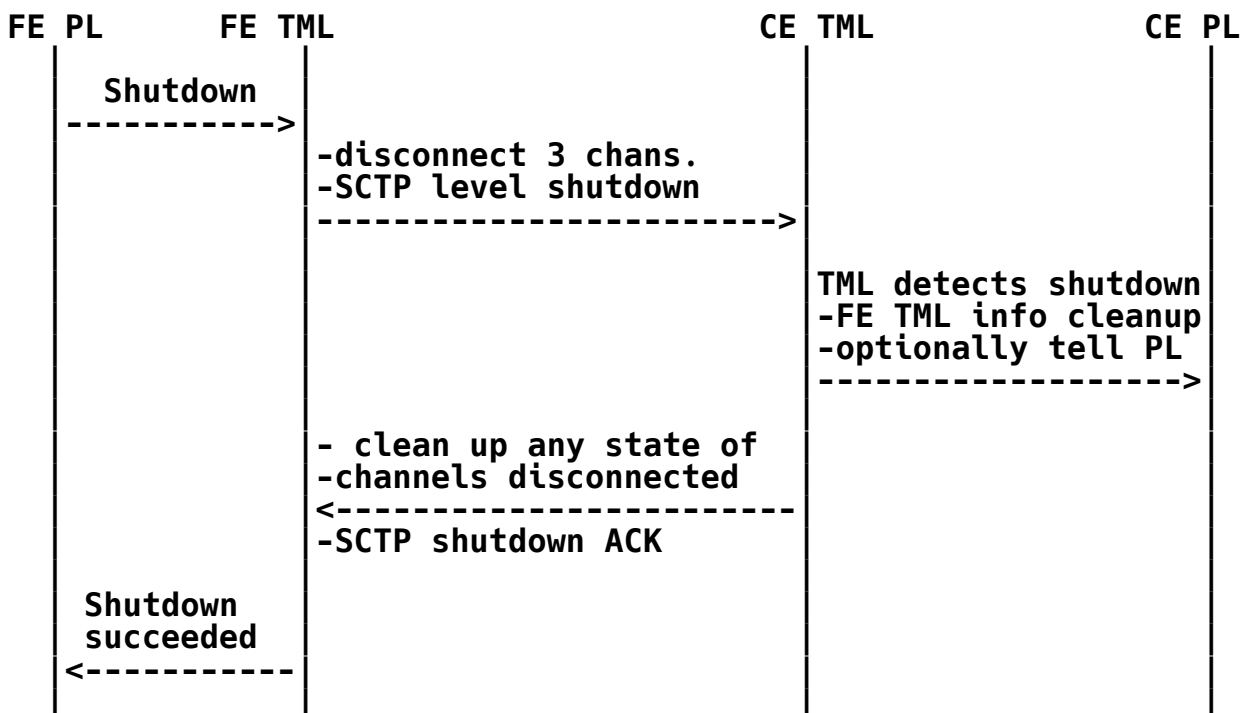 FE PL FE TML CE TML CE PL
Shutdown
----------->
-disconnect 3 chans.
-SCTP level shutdown
------------------------>
TML detects shutdown
-FE TML info cleanup
-optionally tell PL
------------------->
- clean up any state of
-channels disconnected
<------------------------
-SCTP shutdown ACK
Shutdown
succeeded
<-----------